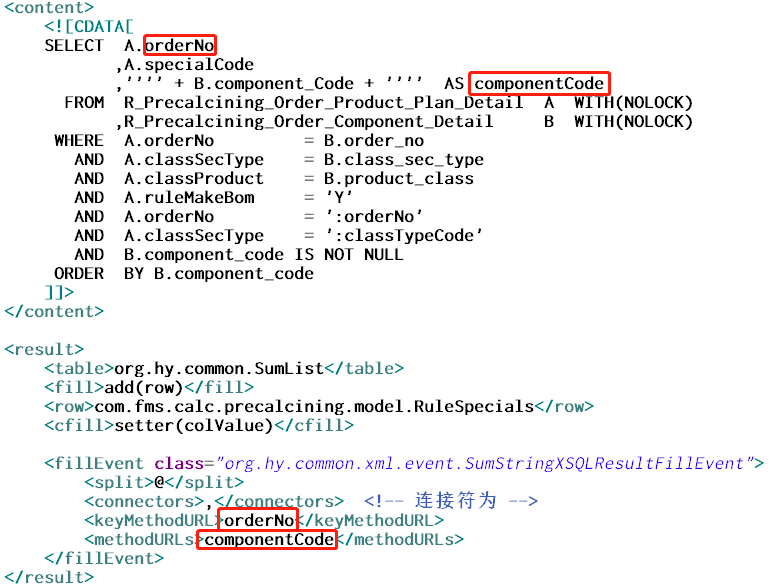 <content>
    <![CDATA[
    SELECT  A.orderNo
           ,A.specialCode
           ,'''' + B.component_Code + ''''  AS componentCode
      FROM  R_Precalcining_Order_Product_Plan_Detail  A  WITH(NOLOCK)
           ,R_Precalcining_Order_Component_Detail     B  WITH(NOLOCK)
     WHERE  A.orderNo         = B.order_no
       AND  A.classSecType    = B.class_sec_type
       AND  A.classProduct    = B.product_class
       AND  A.ruleMakeBom     = 'Y'
       AND  A.orderNo         = ':orderNo'
       AND  A.classSecType    = ':classTypeCode'
       AND  B.component_code IS NOT NULL
     ORDER  BY B.component_code
    ]]>
</content>

<result>
    <table>org.hy.common.SumList</table>
    <fill>add(row)</fill>
    <row>com.fms.calc.precalcining.model.RuleSpecials</row>
    <cfill>setter(colValue)</cfill>

    <fillEvent class="org.hy.common.xml.event.SumStringXSQLResultFillEvent">
        <split>@</split>
        <connectors>,</connectors>  <!-- 连接符为 -->
        <keyMethodURL>orderNo</keyMethodURL>
        <methodURLs>componentCode</methodURLs>
    </fillEvent>
</result>